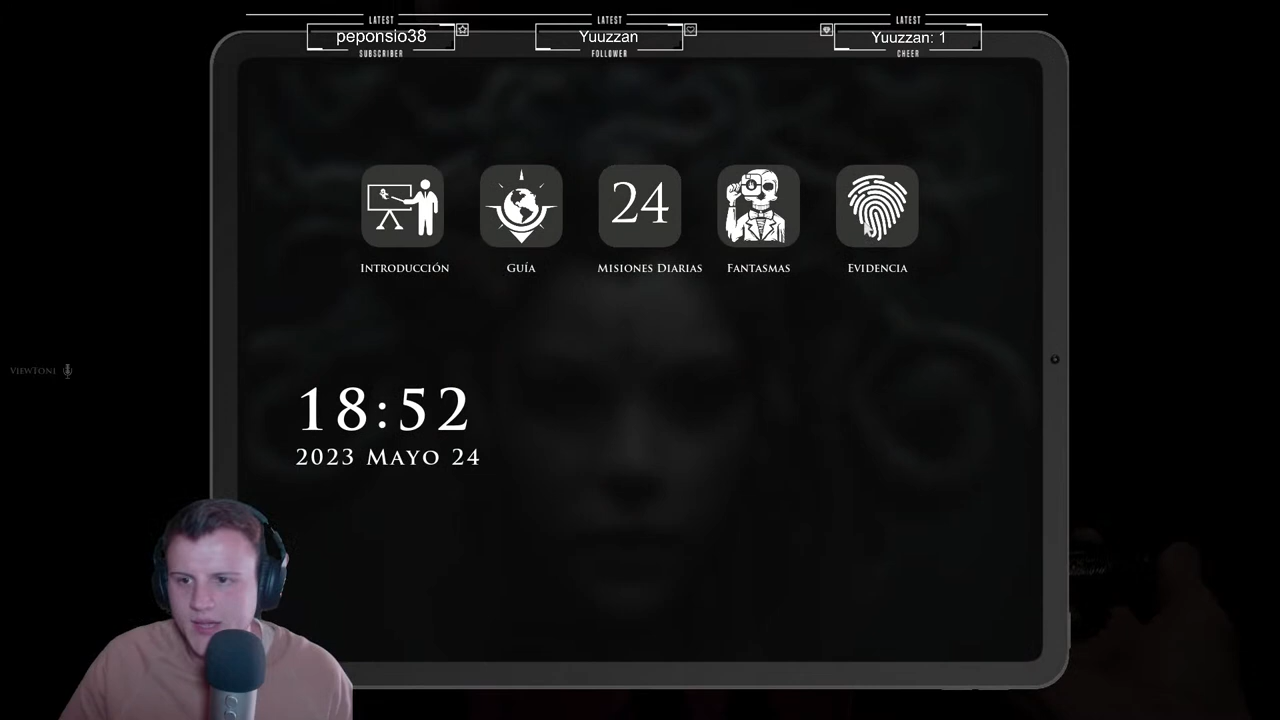 LATEST
peponsio38
SUBSCRIBER
LATEST
Yuuzzan
FOLLOWER
LATEST
Yuuzzan: 1
CHEER
24
Introducción
Guía
Misiones Diarias
Fantasmas
Evidencia
ViewToni
18:52
2023 Mayo 24